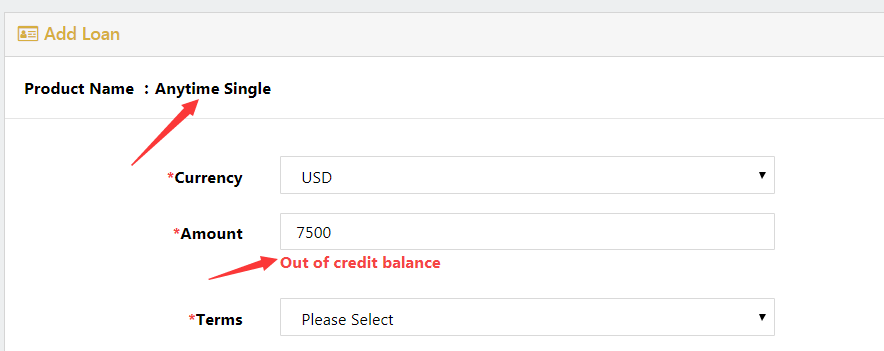 Add Loan
Product Name : Anytime Single
*Currency USD
*Amount 7500
Out of credit balance
*Terms Please Select